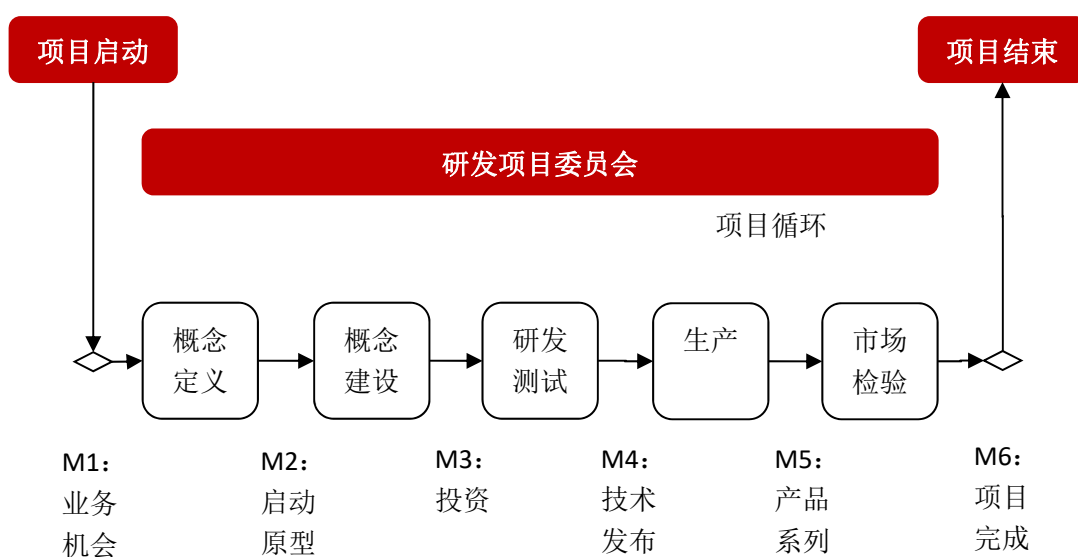 项目启动
项目结束
研发项目委员会
项目循环
概念
定义
概念
建设
研发
测试
生产
市场
检验
M1：
业务
机会
M2：
启动
原型
M3：
投资
M4：
技术
发布
M5：
产品
系列
M6：
项目
完成